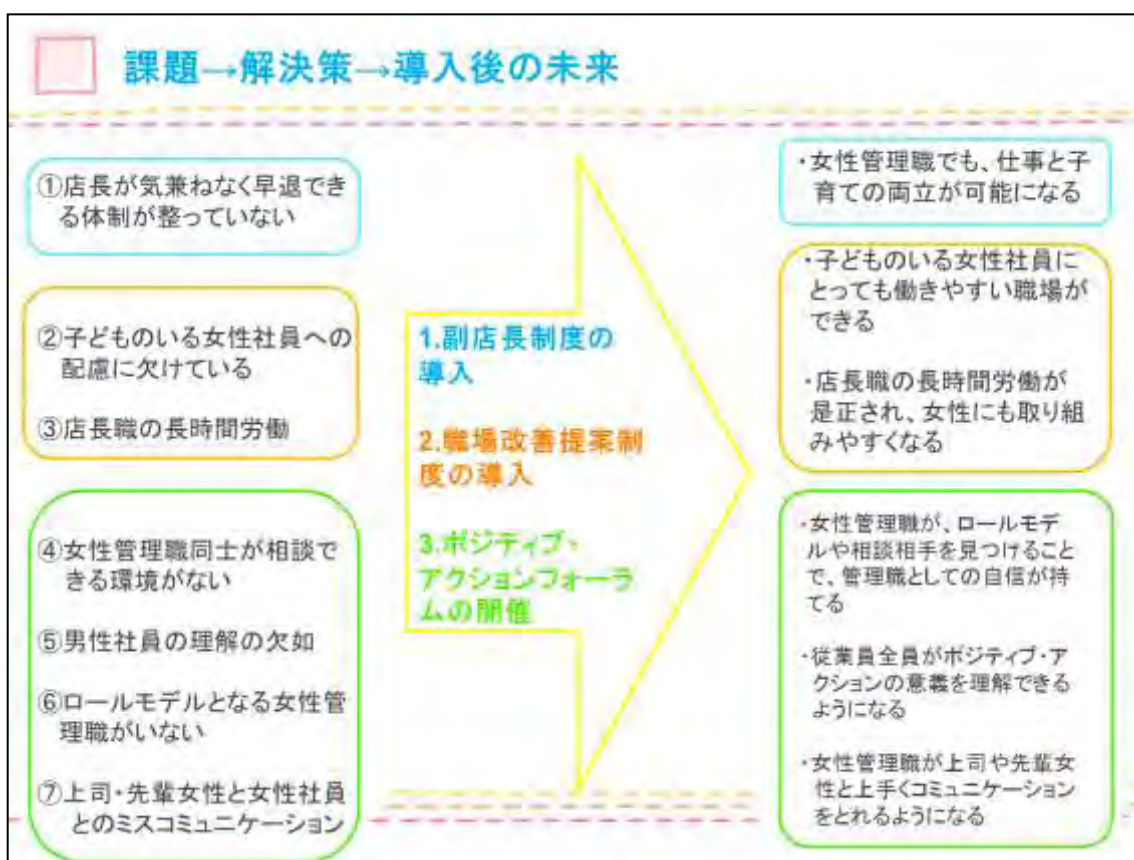 課題→解決策→導入後の未来
①店長が気兼ねなく早退でき
る体制が整っていない
②子どものいる女性社員への
配慮に欠けている
③店長職の長時間労働
④女性管理職同士が相談で
きる環境がない
⑤男性社員の理解の欠如
⑥ロールモデルとなる女性管
理職がいない
⑦上司・先輩女性と女性社員
とのミスコミュニケーション
1.副店長制度の
導入
2.職場改善提案制
度の導入
3.ポジティブ・
アクションフォーラ
ムの開催
・女性管理職でも、仕事と子
育ての両立が可能になる
・子どものいる女性社員に
とっても働きやすい職場が
できる
・店長職の長時間労働が
是正され、女性にも取り組
みやすくなる
・女性管理職が、ロールモデ
ルや相談相手を見つけること
で、管理職としての自信が持
てる
・従業員全員がポジティブ・ア
クションの意義を理解できる
ようになる
・女性管理職が上司や先輩女
性と上手くコミュニケーション
をとれるようになる